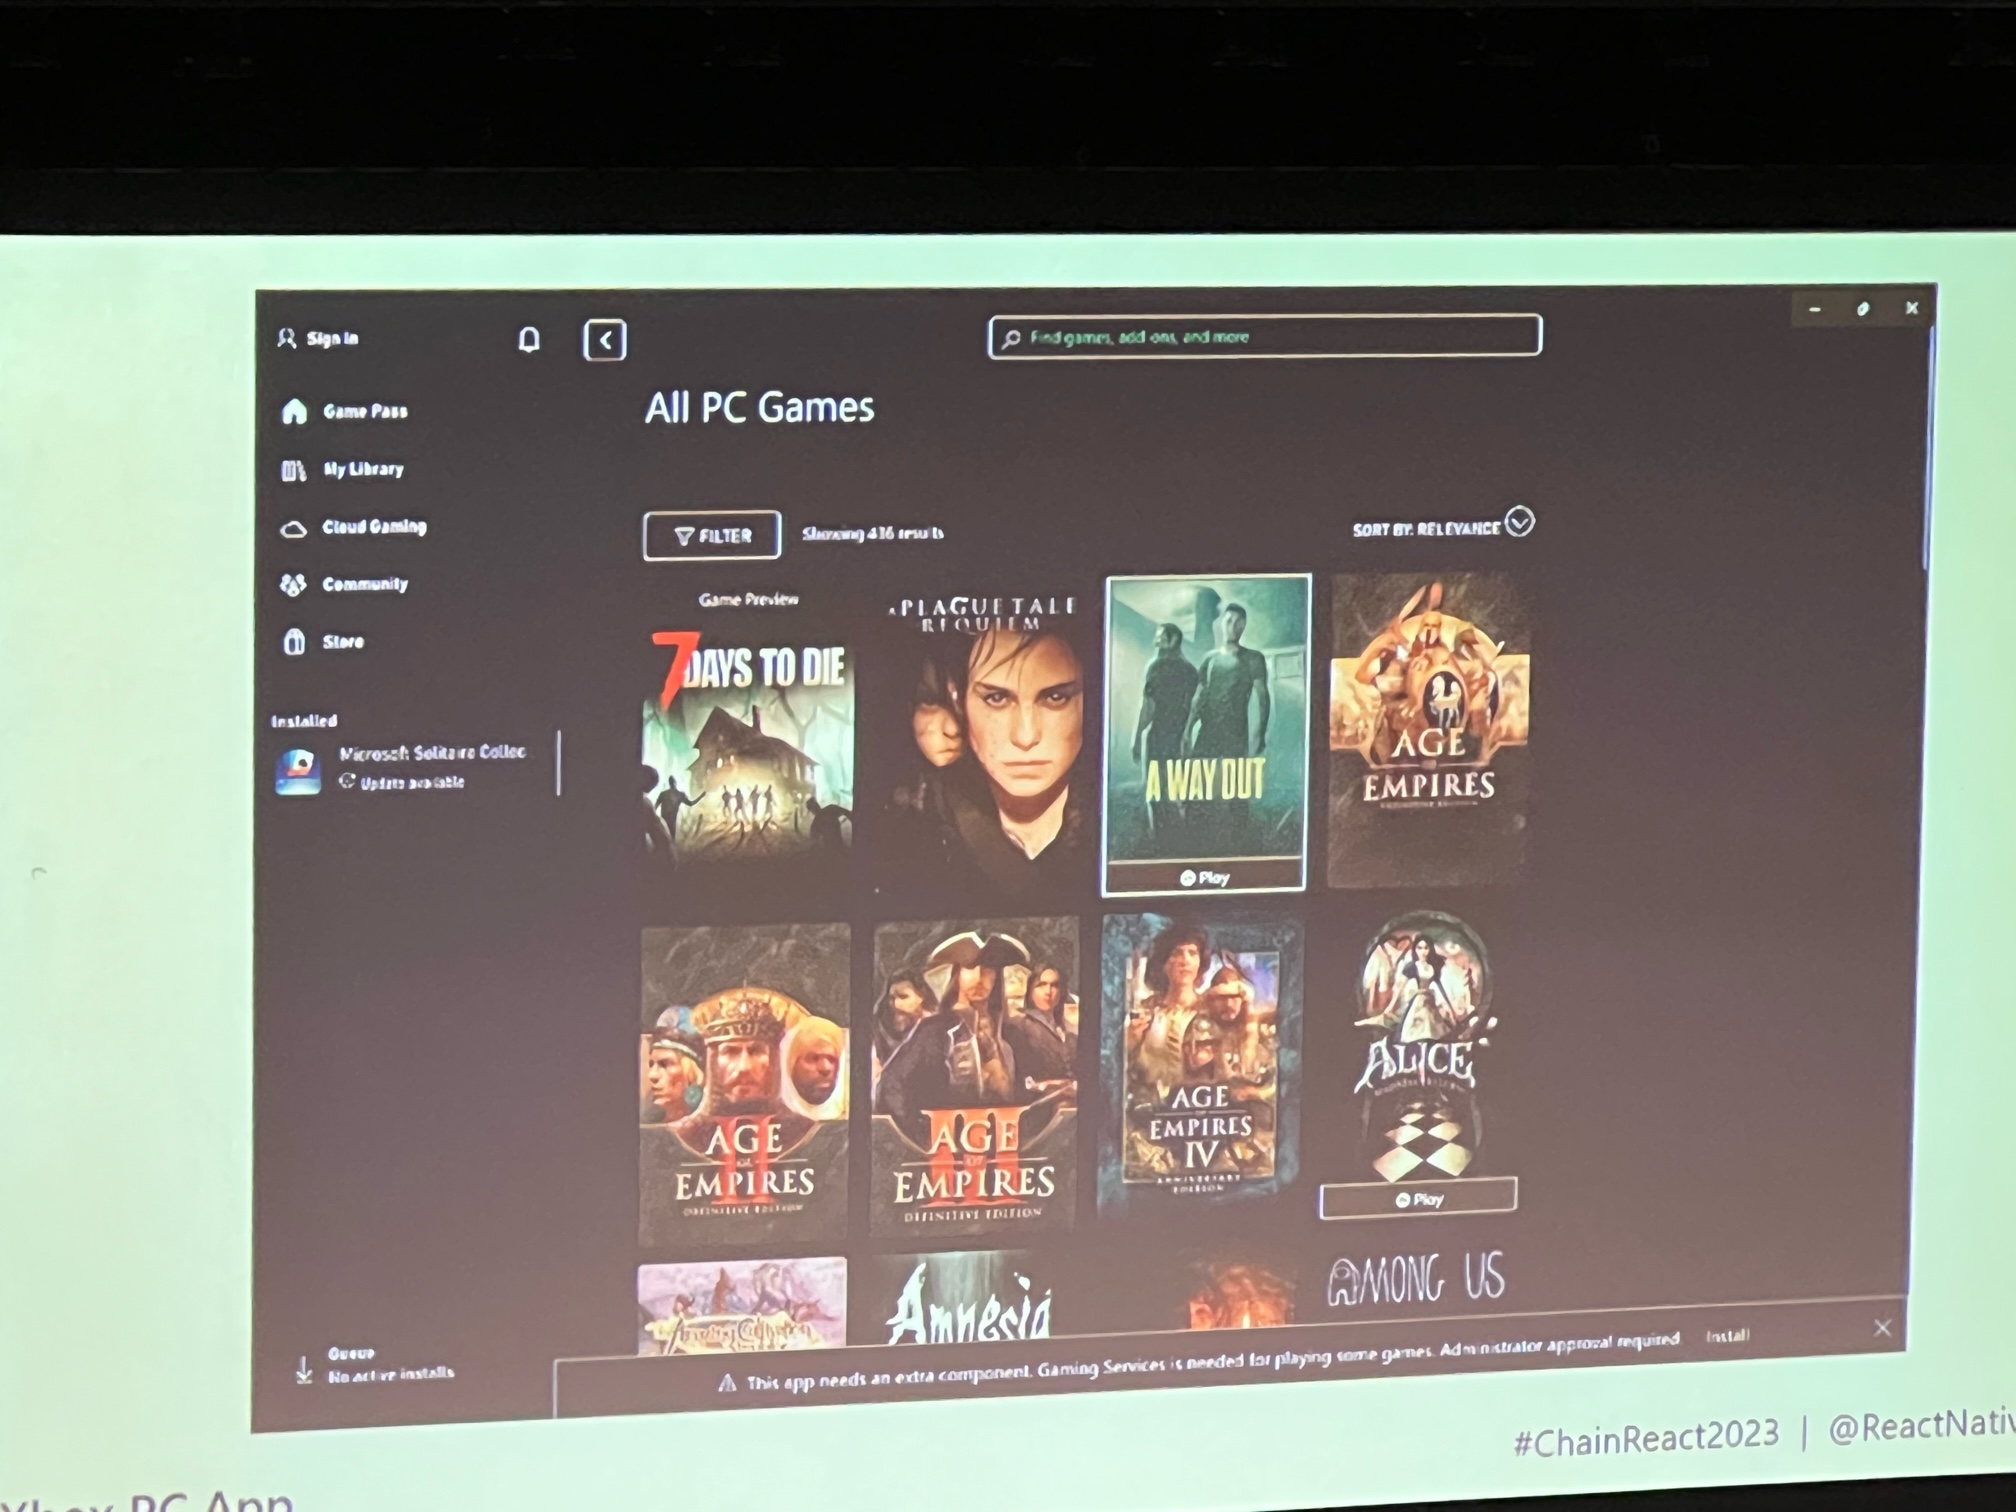 Sign In
Find games, add ons, and more
Game Pass
My Library
Cloud Gaming
Community
Store
Installed
Microsoft Solitaire Collec
Update available
Queue
No active installs
All PC Games
FILTER
Showing 436 results
SORT BY: RELEVANCE
Game Preview
7 DAYS TO DIE
A PLAGUE TALE
REQUIEM
A WAY OUT
Play
AGE
EMPIRES
AGE
OF
II
EMPIRES
DEFINITIVE EDITION
AGE
OF
III
EMPIRES
DEFINITIVE EDITION
AGE
OF
EMPIRES
IV
ANNIVERSARY
EDITION
ALICE
Play
Amnesia
AMONG US
This app needs an extra component. Gaming Services is needed for playing some games. Administrator approval required.
Install
#ChainReact2023 | @ReactNativ
Xbox PC App